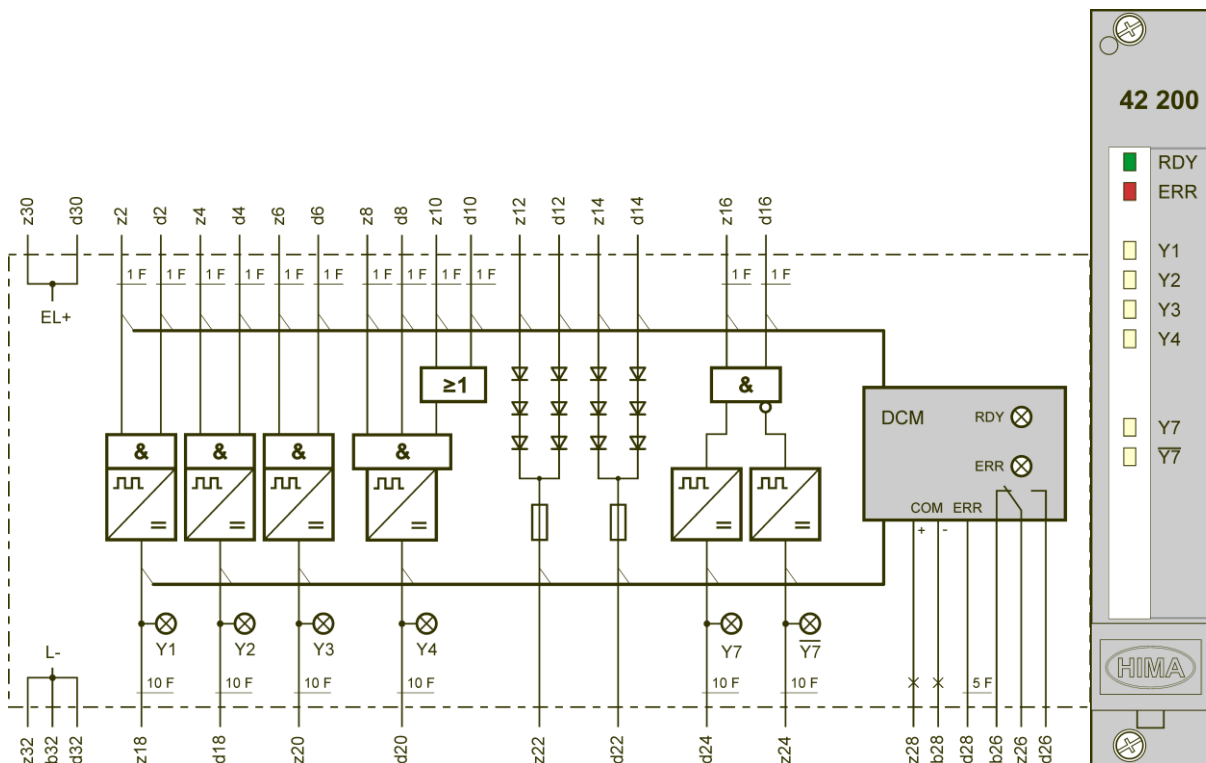 42 200
RDY
ERR
Y1
Y2
Y3
Y4
Y7
Y7
HIMA
z30 d30 z2 d2 z4 d4 z6 d6 z8 d8 z10 d10 z12 d12 z14 d14 z16 d16
1 F 1 F 1 F 1 F 1 F 1 F 1 F 1 F 1 F 1 F 1 F 1 F
EL+
≥1 &
DCM RDY
& & & &
ERR
COM ERR
+ -
Y1 Y2 Y3 Y4 Y7 Y7
L-
10 F 10 F 10 F 10 F 10 F 10 F 5 F
z32 b32 d32 z18 d18 z20 d20 z22 d22 d24 z24 z28 b28 d28 b26 z26 d26